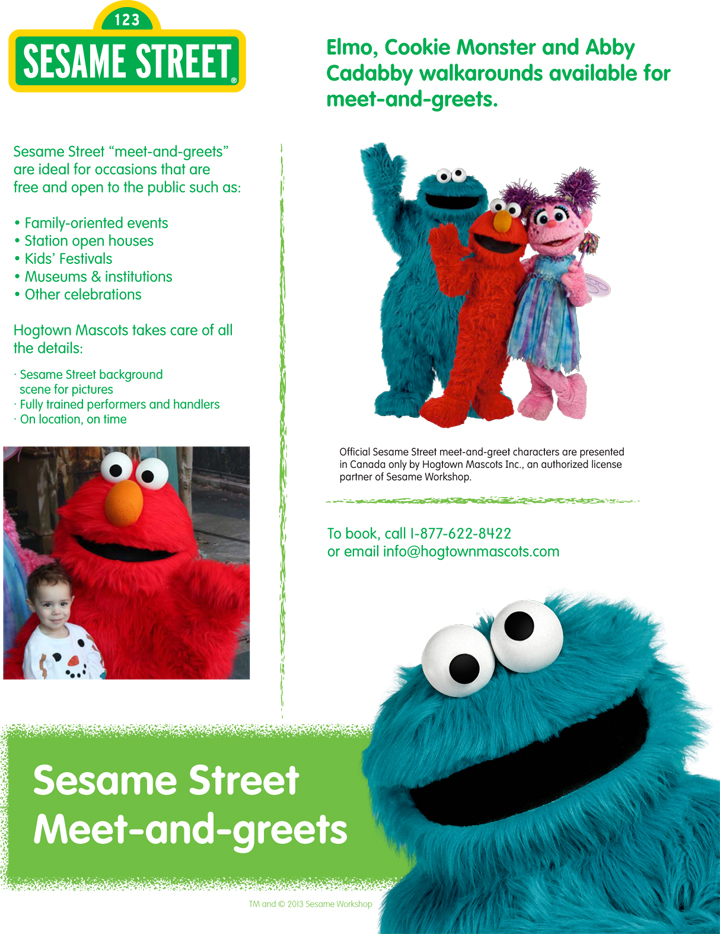 123
SESAME STREET®
Elmo, Cookie Monster and Abby
Cadabby walkarounds available for
meet-and-greets.
Sesame Street “meet-and-greets”
are ideal for occasions that are
free and open to the public such as:
• Family-oriented events
• Station open houses
• Kids’ Festivals
• Museums & institutions
• Other celebrations
Hogtown Mascots takes care of all
the details:
· Sesame Street background
scene for pictures
· Fully trained performers and handlers
· On location, on time
Official Sesame Street meet-and-greet characters are presented
in Canada only by Hogtown Mascots Inc., an authorized license
partner of Sesame Workshop.
To book, call 1-877-622-8422
or email info@hogtownmascots.com
Sesame Street
Meet-and-greets
TM and © 2013 Sesame Workshop